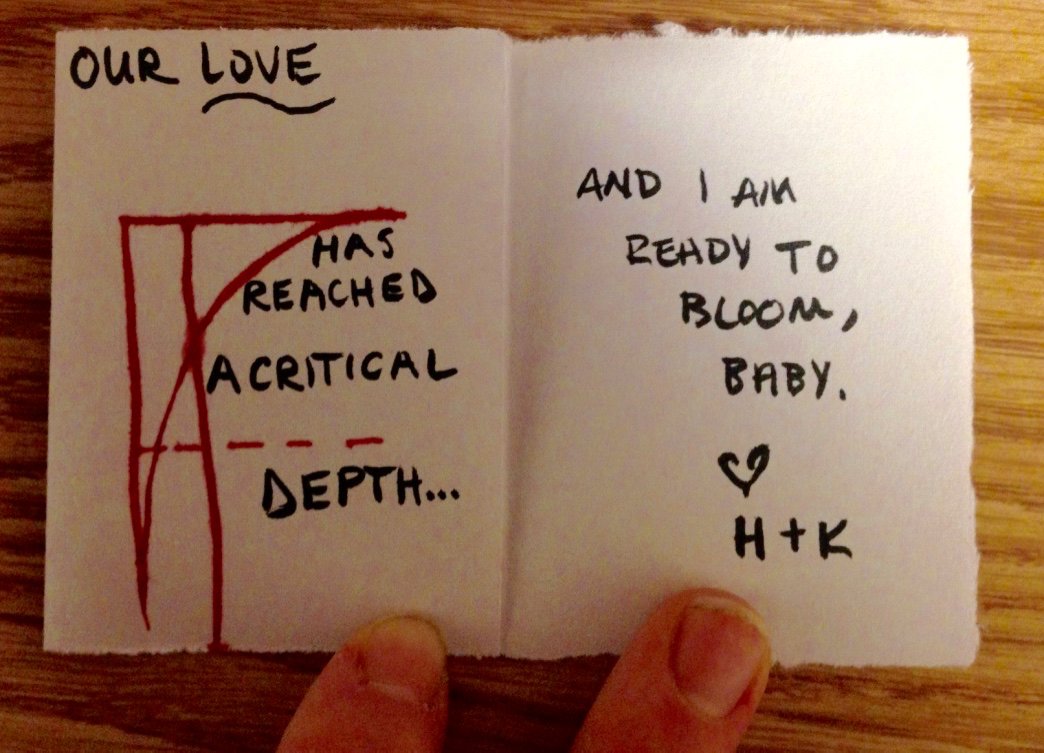 OUR LOVE
HAS
REACHED
A CRITICAL
DEPTH...
AND I AM
READY TO
BLOOM,
BABY.
H + K